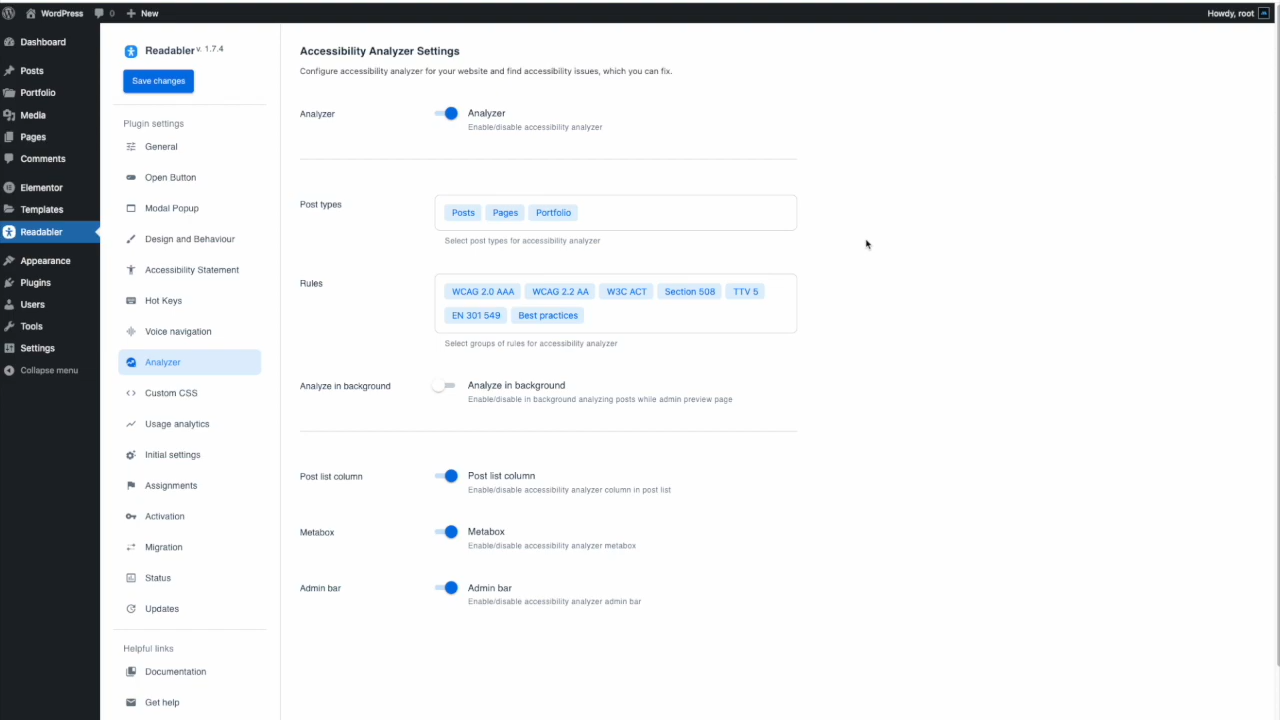 WordPress
0
New
Howdy, root
Dashboard
Posts
Portfolio
Media
Pages
Comments
Elementor
Templates
Readabler
Appearance
Plugins
Users
Tools
Settings
Collapse menu
Readabler v. 1.7.4
Save changes
Plugin settings
General
Open Button
Modal Popup
Design and Behaviour
Accessibility Statement
Hot Keys
Voice navigation
Analyzer
Custom CSS
Usage analytics
Initial settings
Assignments
Activation
Migration
Status
Updates
Helpful links
Documentation
Get help
Accessibility Analyzer Settings
Configure accessibility analyzer for your website and find accessibility issues, which you can fix.
Analyzer
Analyzer
Enable/disable accessibility analyzer
Post types
Posts Pages Portfolio
Select post types for accessibility analyzer
Rules
WCAG 2.0 AAA WCAG 2.2 AA W3C ACT Section 508 TTV 5
EN 301 549 Best practices
Select groups of rules for accessibility analyzer
Analyze in background
Analyze in background
Enable/disable in background analyzing posts while admin preview page
Post list column
Post list column
Enable/disable accessibility analyzer column in post list
Metabox
Metabox
Enable/disable accessibility analyzer metabox
Admin bar
Admin bar
Enable/disable accessibility analyzer admin bar